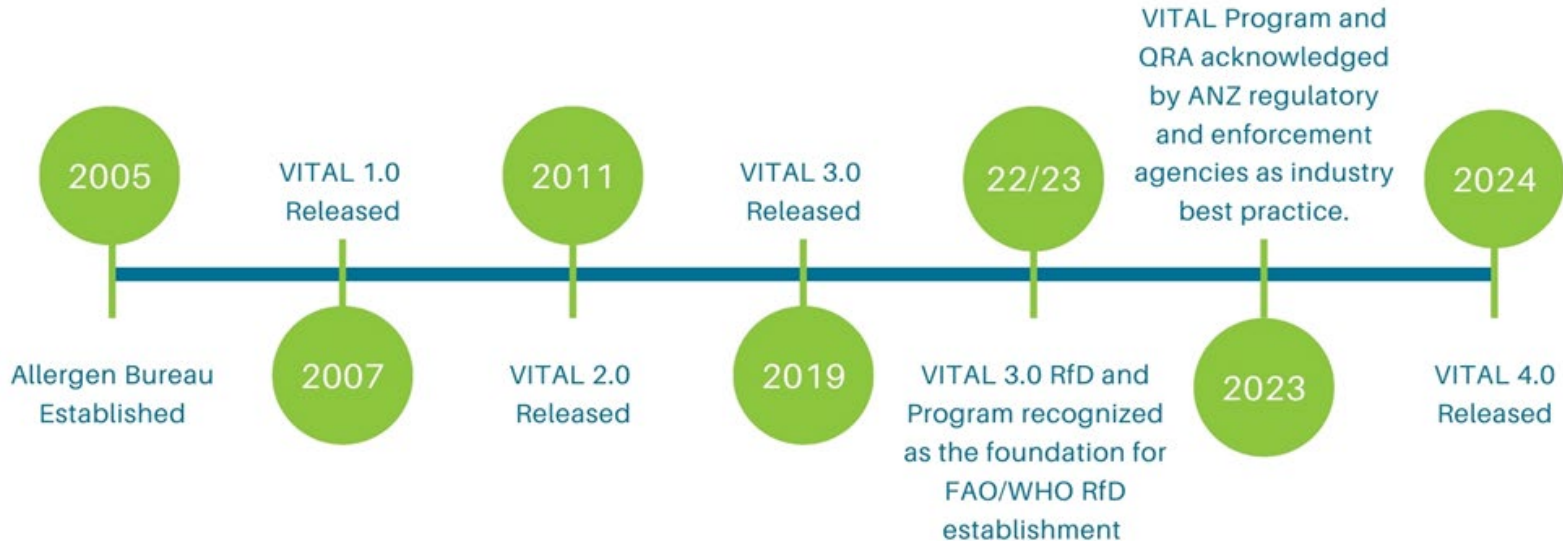 2005
Allergen Bureau
Established
VITAL 1.0
Released
2007
2011
VITAL 2.0
Released
VITAL 3.0
Released
2019
22/23
VITAL 3.0 RfD and
Program recognized
as the foundation for
FAO/WHO RfD
establishment
VITAL Program and
QRA acknowledged
by ANZ regulatory
and enforcement
agencies as industry
best practice.
2023
2024
VITAL 4.0
Released